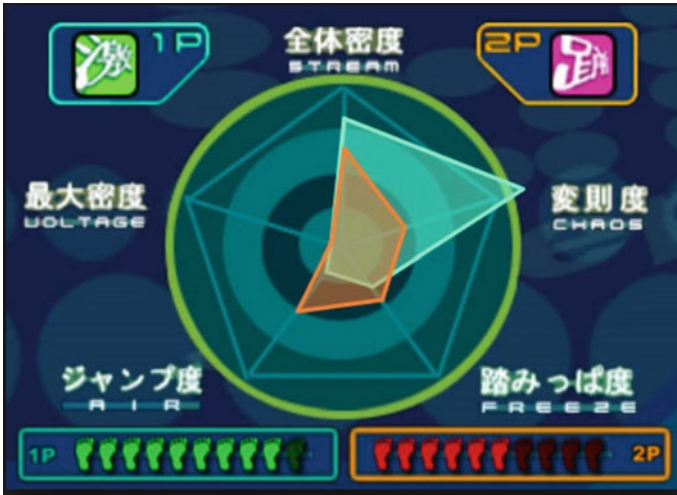 激
1P
全体密度
STREAM
2P
最大密度
VOLTAGE
変則度
CHAOS
ジャンプ度
AIR
踏みっぱ度
FREEZE
1P
2P